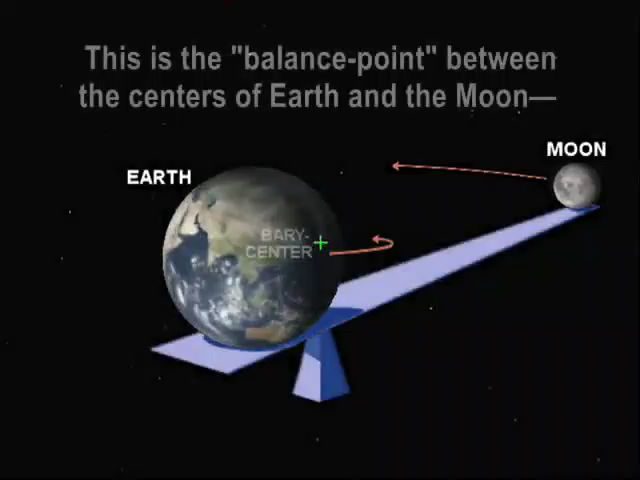 This is the "balance-point" between
the centers of Earth and the Moon—
MOON
EARTH
BARY-
CENTER